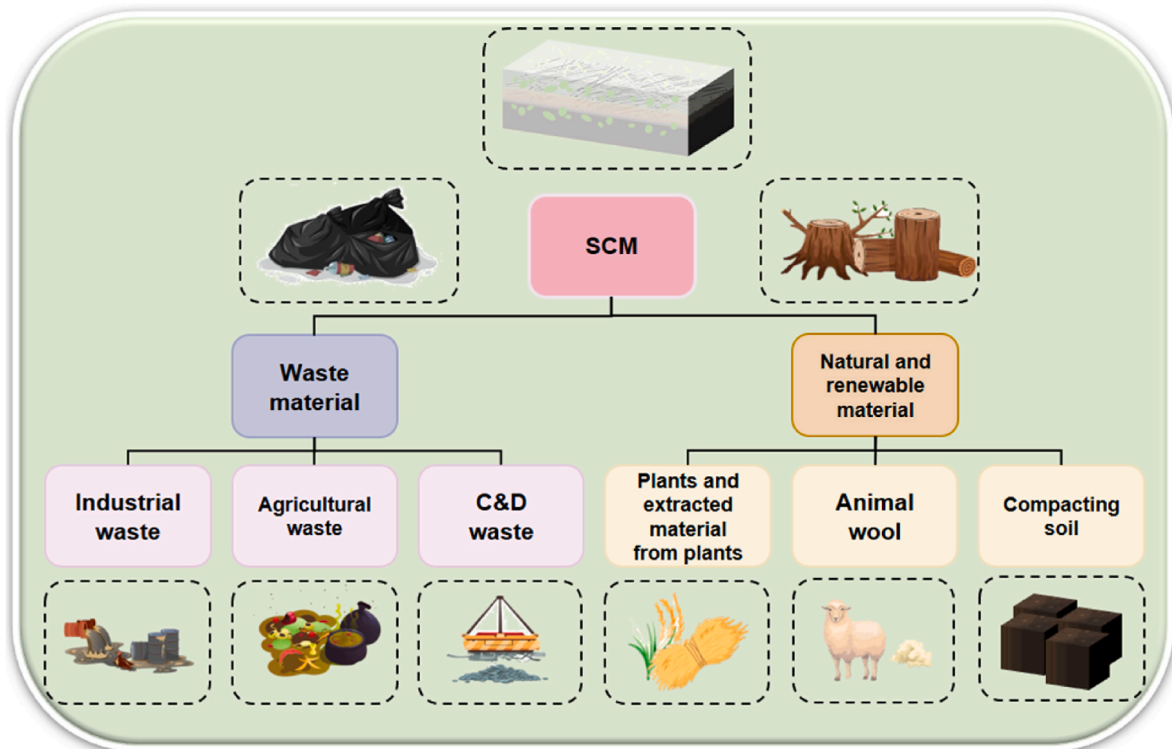 SCM
Waste
material
Natural and
renewable
material
Industrial
waste
Agricultural
waste
C&D
waste
Plants and
extracted
material
from plants
Animal
wool
Compacting
soil